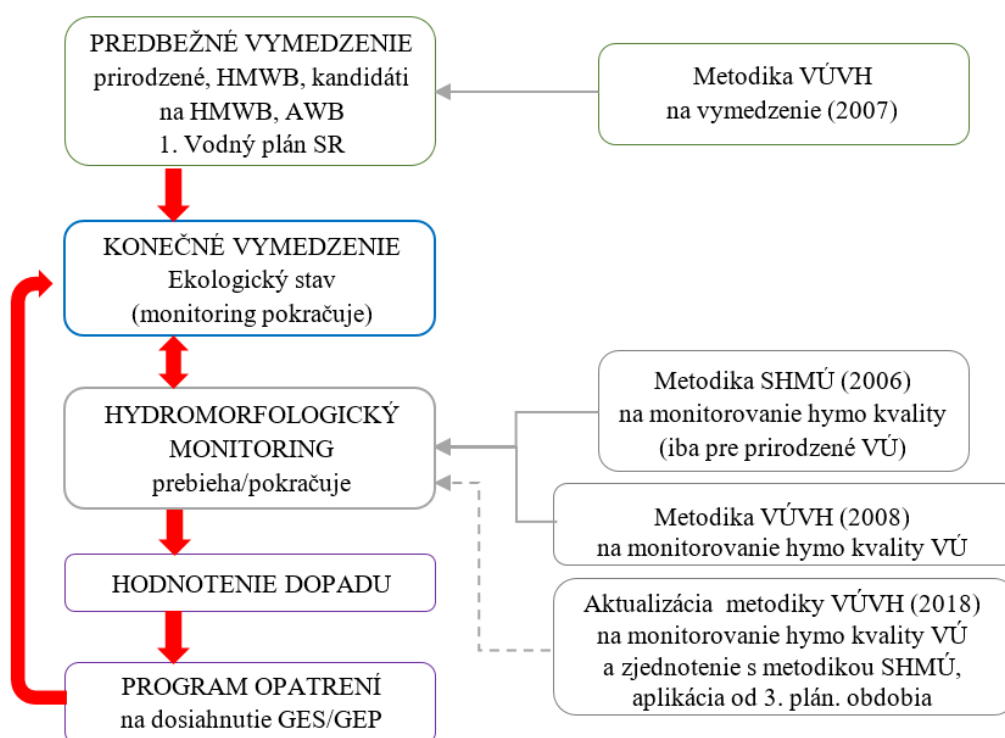 PREDBEŽNÉ VYMEDZENIE
prirodzené, HMWB, kandidáti
na HMWB, AWB
1. Vodný plán SR
Metodika VÚVH
na vymedzenie (2007)
KONEČNÉ VYMEDZENIE
Ekologický stav
(monitoring pokračuje)
HYDROMORFOLOGICKÝ
MONITORING
prebieha/pokračuje
Metodika SHMÚ (2006)
na monitorovanie hymo kvality
(iba pre prirodzené VÚ)
Metodika VÚVH (2008)
na monitorovanie hymo kvality VÚ
HODNOTENIE DOPADU
Aktualizácia metodiky VÚVH (2018)
na monitorovanie hymo kvality VÚ
a zjednotenie s metodikou SHMÚ,
aplikácia od 3. plán. obdobia
PROGRAM OPATRENÍ
na dosiahnutie GES/GEP